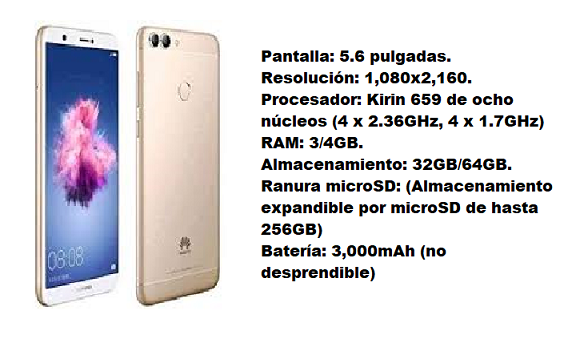 08:08
HUAWEI
Pantalla: 5.6 pulgadas.
Resolución: 1,080x2,160.
Procesador: Kirin 659 de ocho
núcleos (4 x 2.36GHz, 4 x 1.7GHz)
RAM: 3/4GB.
Almacenamiento: 32GB/64GB.
Ranura microSD: (Almacenamiento
expandible por microSD de hasta
256GB)
Batería: 3,000mAh (no
desprendible)